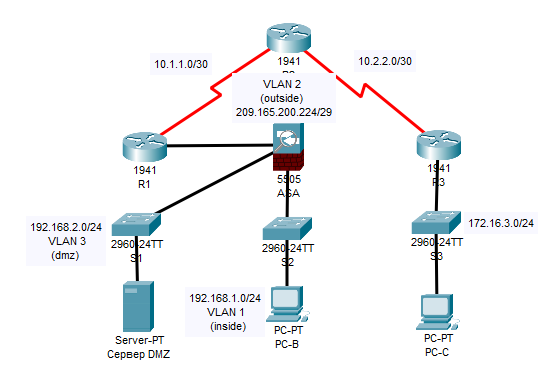 1941
10.1.1.0/30
10.2.2.0/30
VLAN 2
(outside)
209.165.200.224/29
1941
R1
5505
ASA
1941
R3
192.168.2.0/24
VLAN 3
(dmz)
2960-24TT
S1
2960-24TT
S2
2960-24TT
S3
172.16.3.0/24
192.168.1.0/24
VLAN 1
(inside)
Server-PT
Сервер DMZ
PC-PT
PC-B
PC-PT
PC-C